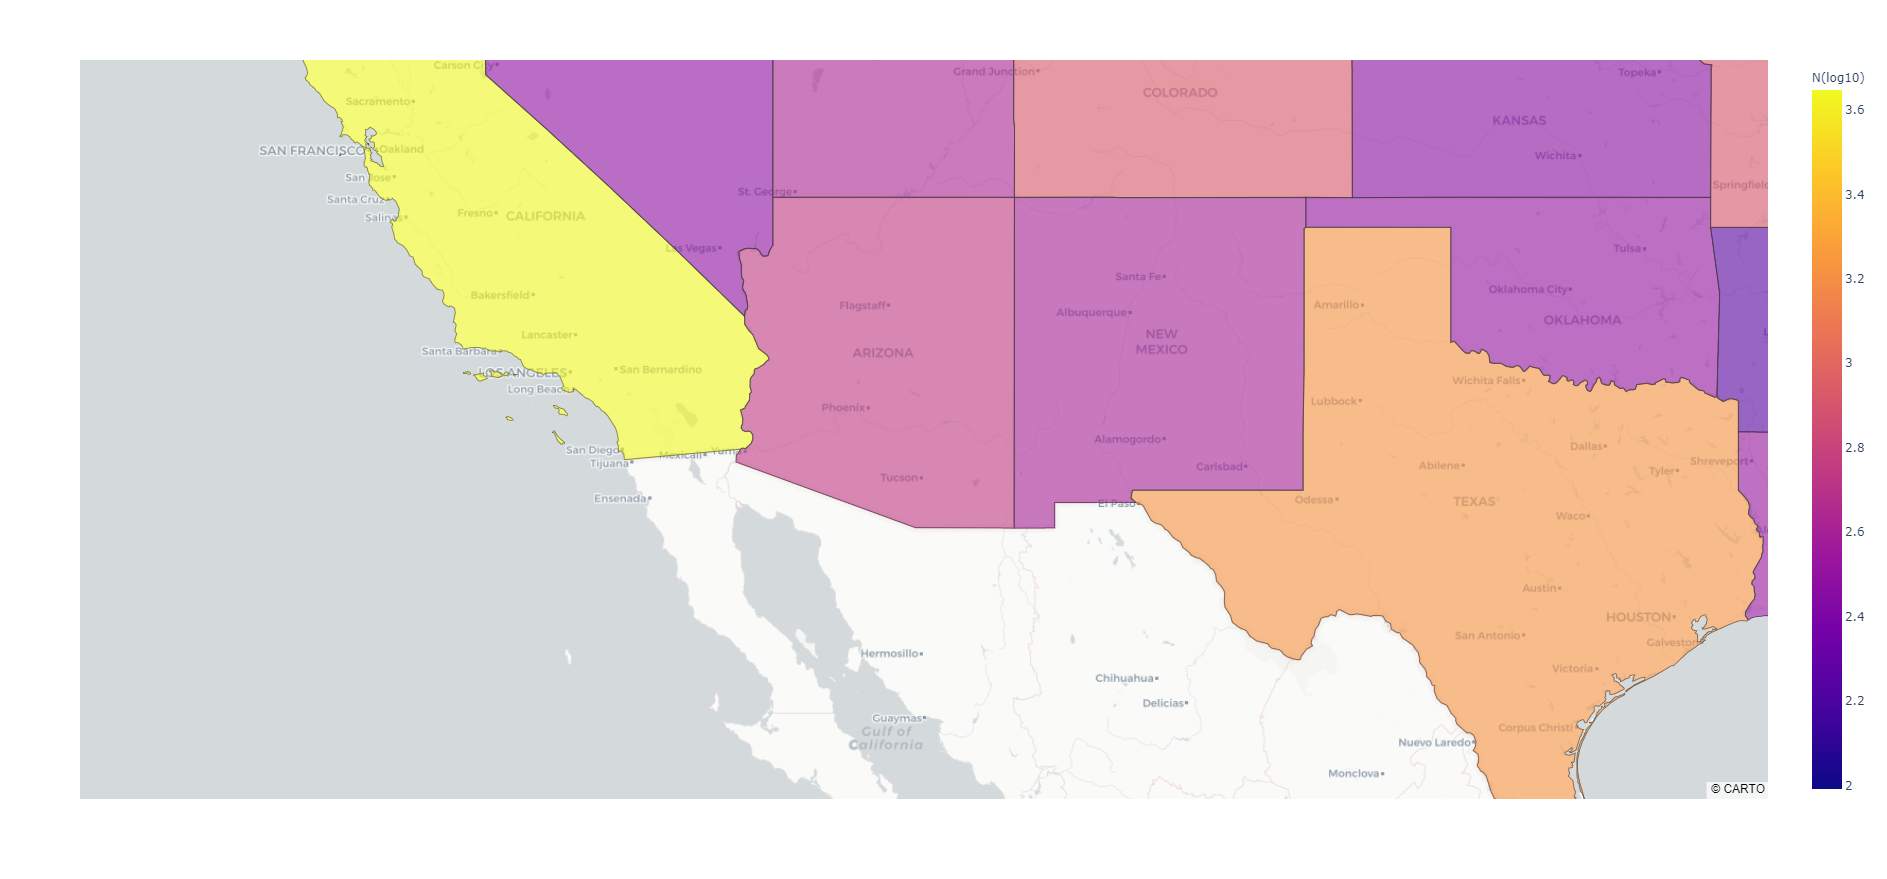 Carson City
Grand Junction
Topeka
N(log10)
COLORADO
3.6
Sacramento
KANSAS
SAN FRANCISCO
Oakland
Wichita
San Jose
St. George
Springfield
3.4
Santa Cruz
Salinas
Fresno
CALIFORNIA
Las Vegas
Tulsa
Santa Fe
3.2
Bakersfield
Flagstaff
Amarillo
Oklahoma City
Albuquerque
OKLAHOMA
Lancaster
NEW
MEXICO
Santa Barbara
ARIZONA
3
LOS ANGELES
San Bernardino
Long Beach
Wichita Falls
Phoenix
Lubbock
Alamogordo
Dallas
2.8
San Diego
Mexicali
Yuma
Tijuana
Carlsbad
Abilene
Tyler
Shreveport
Tucson
Ensenada
El Paso
Odessa
TEXAS
Waco
2.6
Austin
HOUSTON
2.4
San Antonio
Galveston
Hermosillo
Chihuahua
Victoria
Delicias
2.2
Guaymas
Gulf of
California
Corpus Christi
Nuevo Laredo
Monclova
2
© CARTO